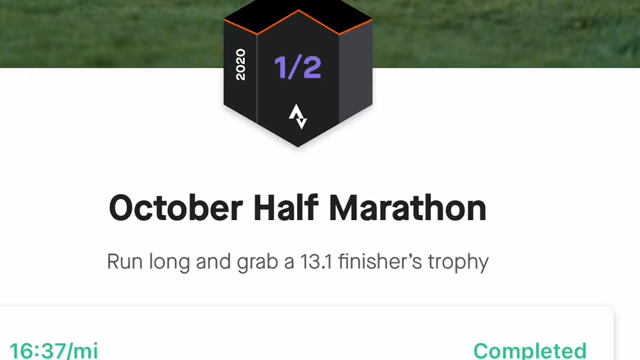 2020
1/2
October Half Marathon
Run long and grab a 13.1 finisher's trophy
16:37/mi
Completed